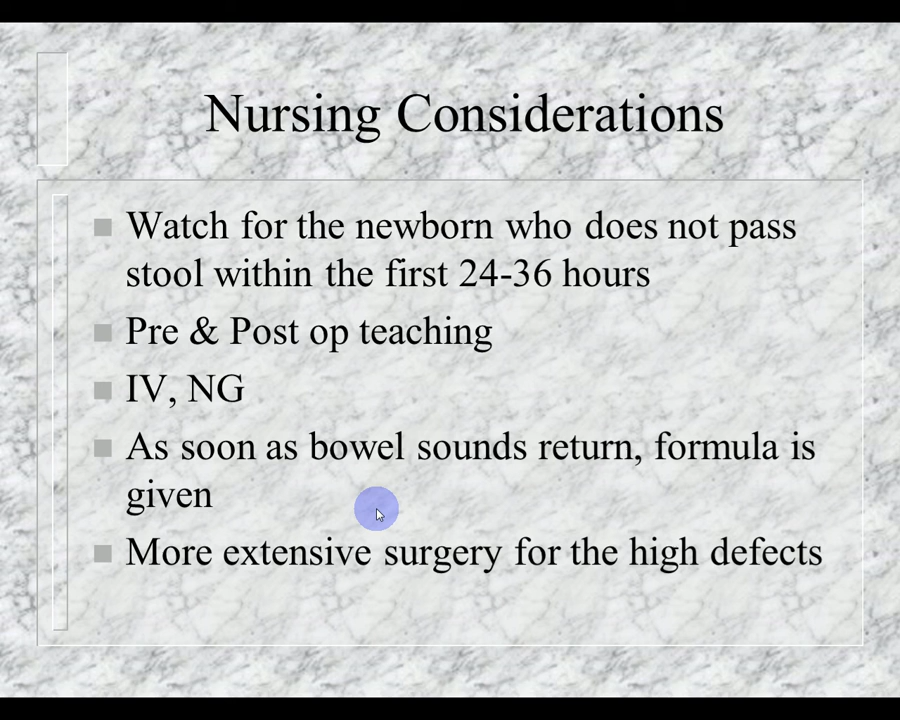 Nursing Considerations
Watch for the newborn who does not pass
stool within the first 24-36 hours
Pre & Post op teaching
IV, NG
As soon as bowel sounds return, formula is
given
More extensive surgery for the high defects